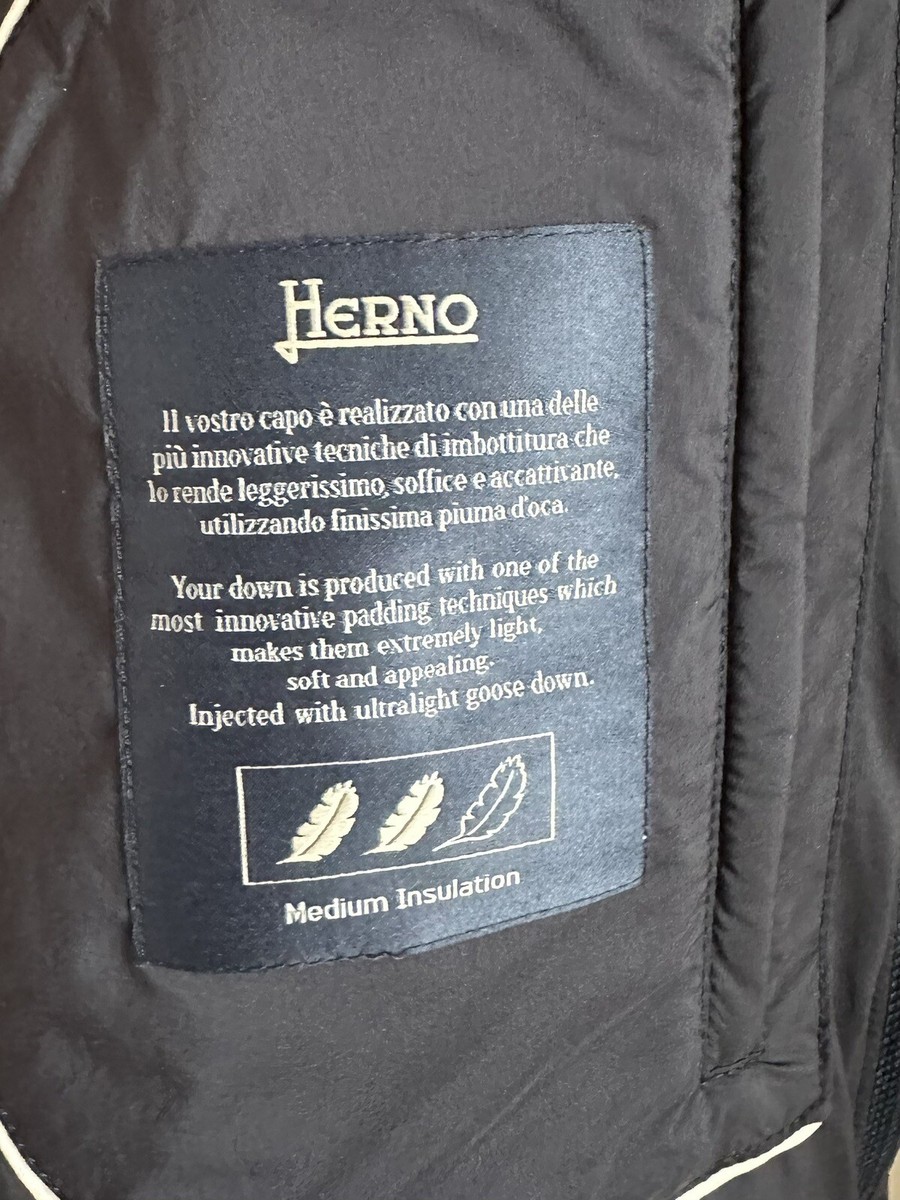 HERNO
Il vostro capo è realizzato con una delle
più innovative tecniche di imbottitura che
lo rende leggerissimo, soffice e accattivante,
utilizzando finissima piuma d'oca.
Your down is produced with one of the
most innovative padding techniques which
makes them extremely light,
soft and appealing.
Injected with ultralight goose down.
Medium Insulation